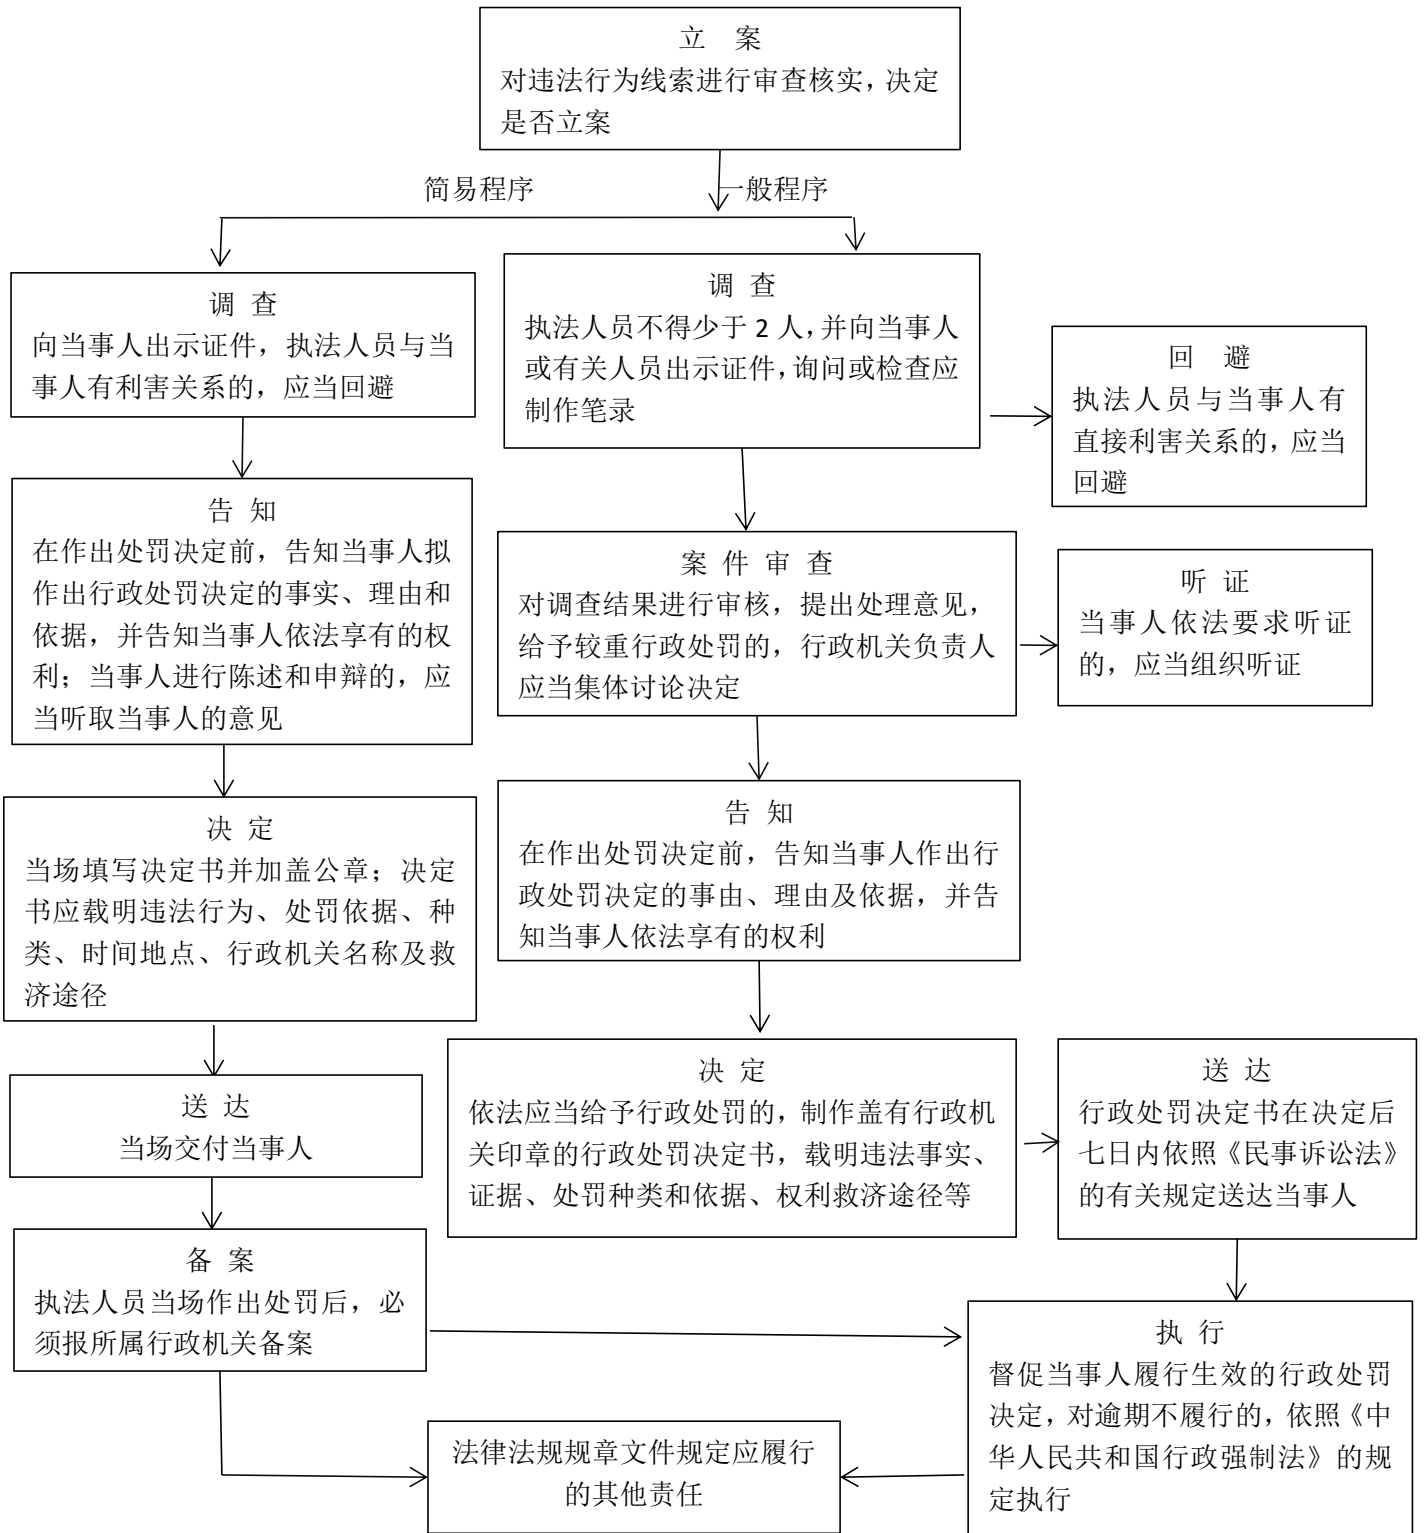 立 案
对违法行为线索进行审查核实，决定
是否立案
简易程序
一般程序
调 查
向当事人出示证件，执法人员与当
事人有利害关系的，应当回避
告 知
在作出处罚决定前，告知当事人拟
作出行政处罚决定的事实、理由和
依据，并告知当事人依法享有的权
利；当事人进行陈述和申辩的，应
当听取当事人的意见
决 定
当场填写决定书并加盖公章；决定
书应载明违法行为、处罚依据、种
类、时间地点、行政机关名称及救
济途径
送 达
当场交付当事人
备 案
执法人员当场作出处罚后，必
须报所属行政机关备案
调 查
执法人员不得少于 2 人，并向当事人
或有关人员出示证件，询问或检查应
制作笔录
回 避
执法人员与当事人有
直接利害关系的，应当
回避
案 件 审 查
对调查结果进行审核，提出处理意见，
给予较重行政处罚的，行政机关负责人
应当集体讨论决定
听 证
当事人依法要求听证
的，应当组织听证
告 知
在作出处罚决定前，告知当事人作出行
政处罚决定的事由、理由及依据，并告
知当事人依法享有的权利
决 定
依法应当给予行政处罚的，制作盖有行政机
关印章的行政处罚决定书，载明违法事实、
证据、处罚种类和依据、权利救济途径等
送 达
行政处罚决定书在决定后
七日内依照《民事诉讼法》
的有关规定送达当事人
执 行
督促当事人履行生效的行政处罚
决定，对逾期不履行的，依照《中
华人民共和国行政强制法》的规
定执行
法律法规规章文件规定应履行
的其他责任